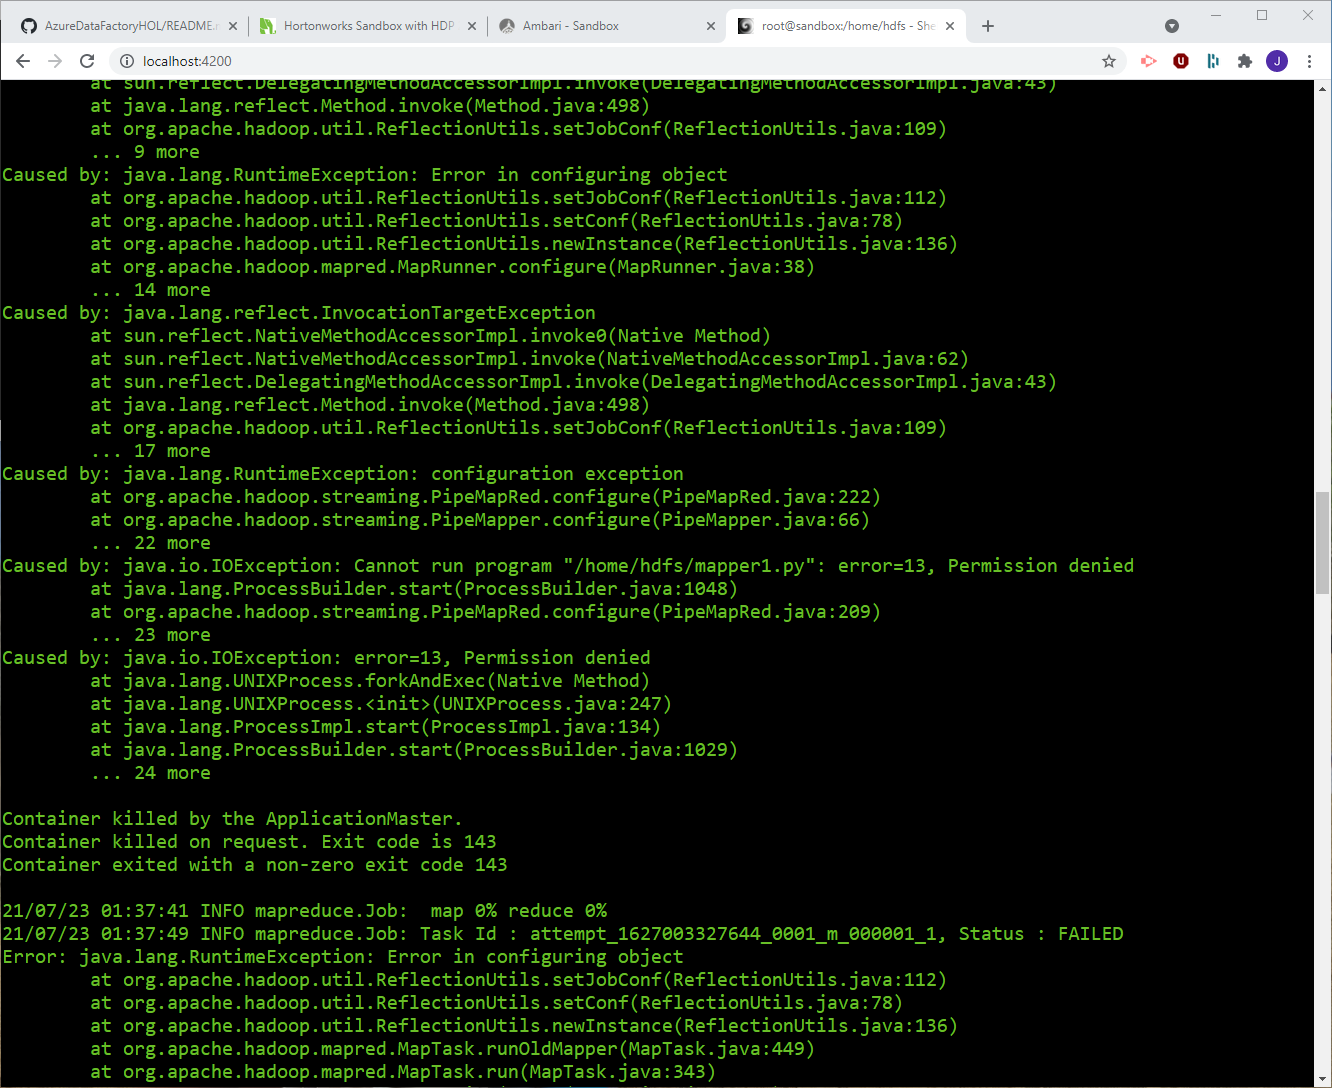 AzureDataFactoryHOL/README.m
Hortonworks Sandbox with HDP
Ambari - Sandbox
root@sandbox:/home/hdfs - She
localhost:4200
J
at sun.reflect.DelegatingMethodAccessorImpl.invoke(DelegatingMethodAccessorImpl.java:43)
at java.lang.reflect.Method.invoke(Method.java:498)
at org.apache.hadoop.util.ReflectionUtils.setJobConf(ReflectionUtils.java:109)
... 9 more
Caused by: java.lang.RuntimeException: Error in configuring object
at org.apache.hadoop.util.ReflectionUtils.setJobConf(ReflectionUtils.java:112)
at org.apache.hadoop.util.ReflectionUtils.setConf(ReflectionUtils.java:78)
at org.apache.hadoop.util.ReflectionUtils.newInstance(ReflectionUtils.java:136)
at org.apache.hadoop.mapred.MapRunner.configure(MapRunner.java:38)
... 14 more
Caused by: java.lang.reflect.InvocationTargetException
at sun.reflect.NativeMethodAccessorImpl.invoke0(Native Method)
at sun.reflect.NativeMethodAccessorImpl.invoke(NativeMethodAccessorImpl.java:62)
at sun.reflect.DelegatingMethodAccessorImpl.invoke(DelegatingMethodAccessorImpl.java:43)
at java.lang.reflect.Method.invoke(Method.java:498)
at org.apache.hadoop.util.ReflectionUtils.setJobConf(ReflectionUtils.java:109)
... 17 more
Caused by: java.lang.RuntimeException: configuration exception
at org.apache.hadoop.streaming.PipeMapRed.configure(PipeMapRed.java:222)
at org.apache.hadoop.streaming.PipeMapper.configure(PipeMapper.java:66)
... 22 more
Caused by: java.io.IOException: Cannot run program "/home/hdfs/mapper1.py": error=13, Permission denied
at java.lang.ProcessBuilder.start(ProcessBuilder.java:1048)
at org.apache.hadoop.streaming.PipeMapRed.configure(PipeMapRed.java:209)
... 23 more
Caused by: java.io.IOException: error=13, Permission denied
at java.lang.UNIXProcess.forkAndExec(Native Method)
at java.lang.UNIXProcess.<init>(UNIXProcess.java:247)
at java.lang.ProcessImpl.start(ProcessImpl.java:134)
at java.lang.ProcessBuilder.start(ProcessBuilder.java:1029)
... 24 more
Container killed by the ApplicationMaster.
Container killed on request. Exit code is 143
Container exited with a non-zero exit code 143
21/07/23 01:37:41 INFO mapreduce.Job:  map 0% reduce 0%
21/07/23 01:37:49 INFO mapreduce.Job: Task Id : attempt_1627003327644_0001_m_000001_1, Status : FAILED
Error: java.lang.RuntimeException: Error in configuring object
at org.apache.hadoop.util.ReflectionUtils.setJobConf(ReflectionUtils.java:112)
at org.apache.hadoop.util.ReflectionUtils.setConf(ReflectionUtils.java:78)
at org.apache.hadoop.util.ReflectionUtils.newInstance(ReflectionUtils.java:136)
at org.apache.hadoop.mapred.MapTask.runOldMapper(MapTask.java:449)
at org.apache.hadoop.mapred.MapTask.run(MapTask.java:343)